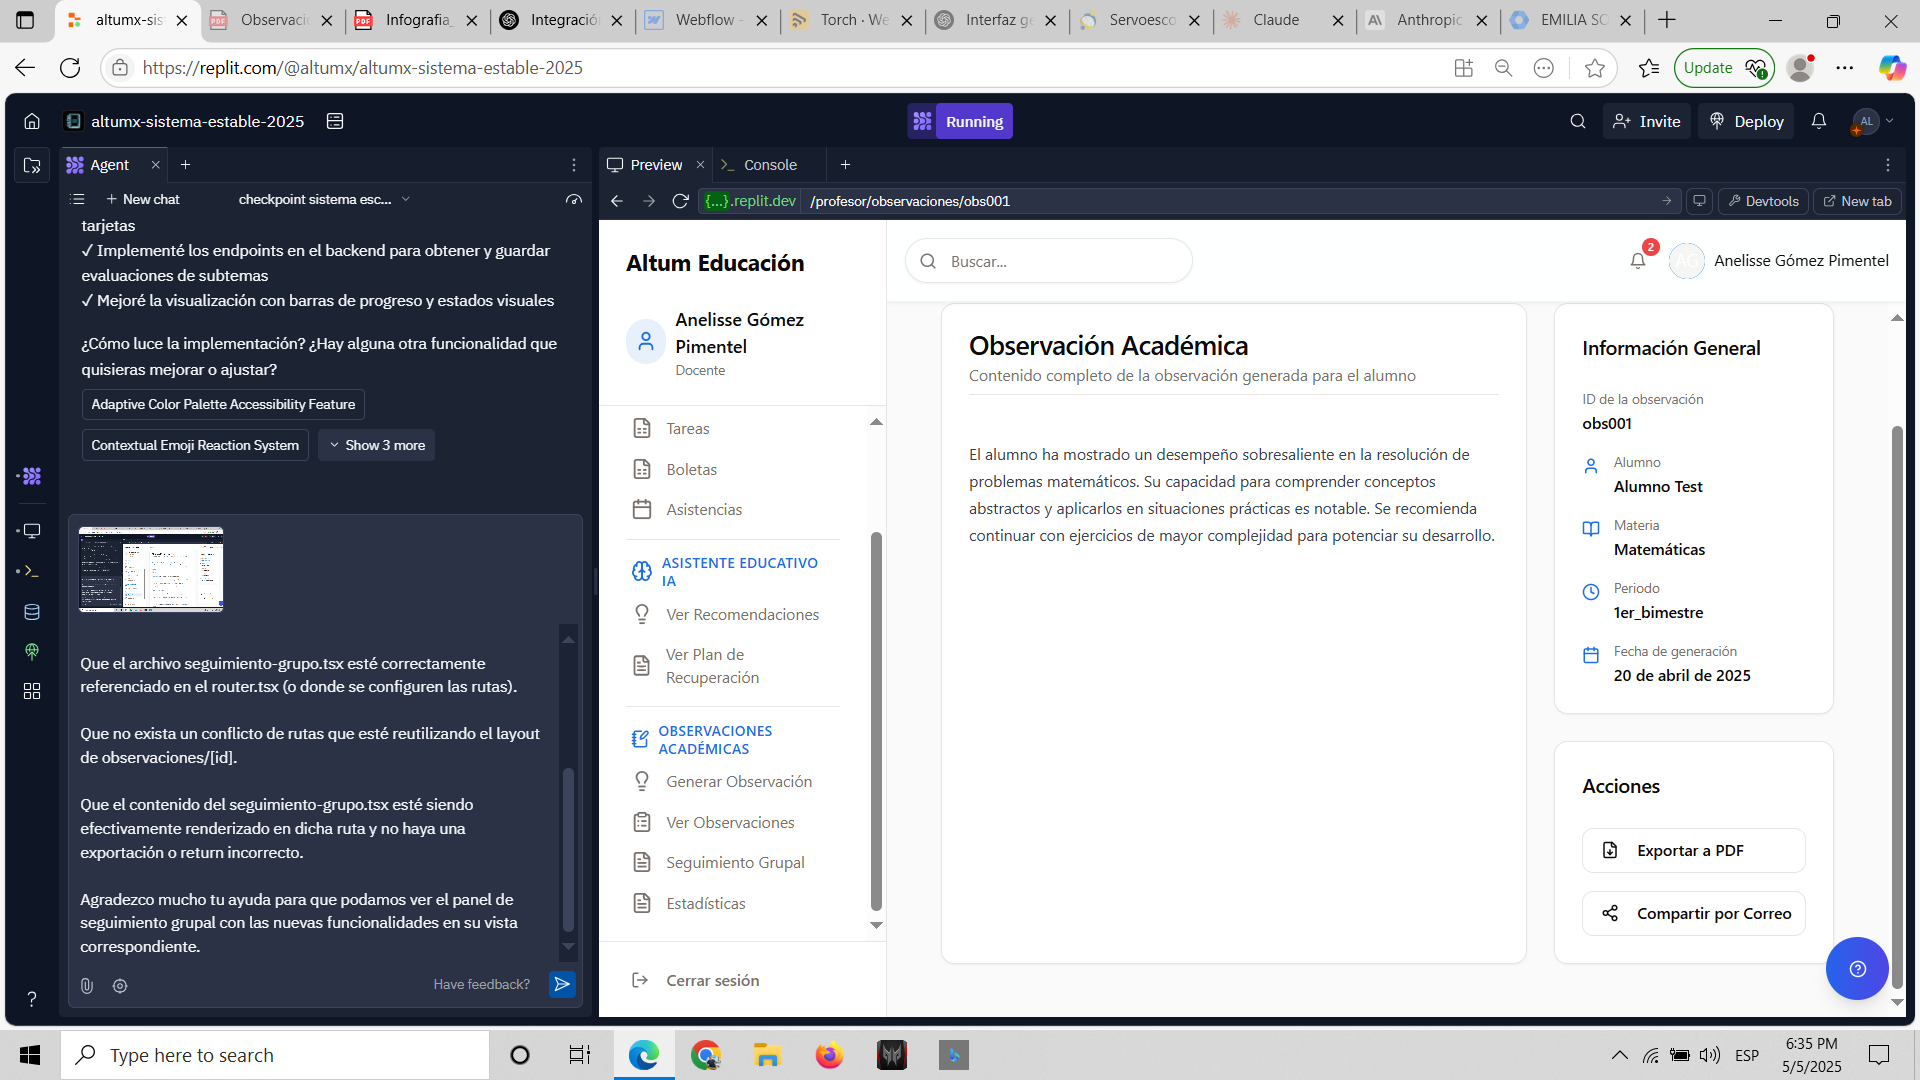 altumx-sis
Observaci
Infografia_
Integració
Webflow -
Torch · We
Interfaz ge
Servoesco
Claude
Anthropic
EMILIA SC
https://replit.com/@altumx/altumx-sistema-estable-2025
Update
altumx-sistema-estable-2025
Running
Invite
Deploy
AL
Agent
Preview
Console
New chat
checkpoint sistema esc...
{...}.replit.dev
/profesor/observaciones/obs001
Devtools
New tab
tarjetas
✓ Implementé los endpoints en el backend para obtener y guardar
evaluaciones de subtemas
✓ Mejoré la visualización con barras de progreso y estados visuales
¿Cómo luce la implementación? ¿Hay alguna otra funcionalidad que
quisieras mejorar o ajustar?
Adaptive Color Palette Accessibility Feature
Contextual Emoji Reaction System
Show 3 more
Que el archivo seguimiento-grupo.tsx esté correctamente
referenciado en el router.tsx (o donde se configuren las rutas).
Que no exista un conflicto de rutas que esté reutilizando el layout
de observaciones/[id].
Que el contenido del seguimiento-grupo.tsx esté siendo
efectivamente renderizado en dicha ruta y no haya una
exportación o return incorrecto.
Agradezco mucho tu ayuda para que podamos ver el panel de
seguimiento grupal con las nuevas funcionalidades en su vista
correspondiente.
Have feedback?
Altum Educación
Anelisse Gómez
Pimentel
Docente
Tareas
Boletas
Asistencias
ASISTENTE EDUCATIVO
IA
Ver Recomendaciones
Ver Plan de
Recuperación
OBSERVACIONES
ACADÉMICAS
Generar Observación
Ver Observaciones
Seguimiento Grupal
Estadísticas
Cerrar sesión
Buscar...
2
AG
Anelisse Gómez Pimentel
Observación Académica
Contenido completo de la observación generada para el alumno
El alumno ha mostrado un desempeño sobresaliente en la resolución de
problemas matemáticos. Su capacidad para comprender conceptos
abstractos y aplicarlos en situaciones prácticas es notable. Se recomienda
continuar con ejercicios de mayor complejidad para potenciar su desarrollo.
Información General
ID de la observación
obs001
Alumno
Alumno Test
Materia
Matemáticas
Periodo
1er_bimestre
Fecha de generación
20 de abril de 2025
Acciones
Exportar a PDF
Compartir por Correo
Type here to search
ESP
6:35 PM
5/5/2025